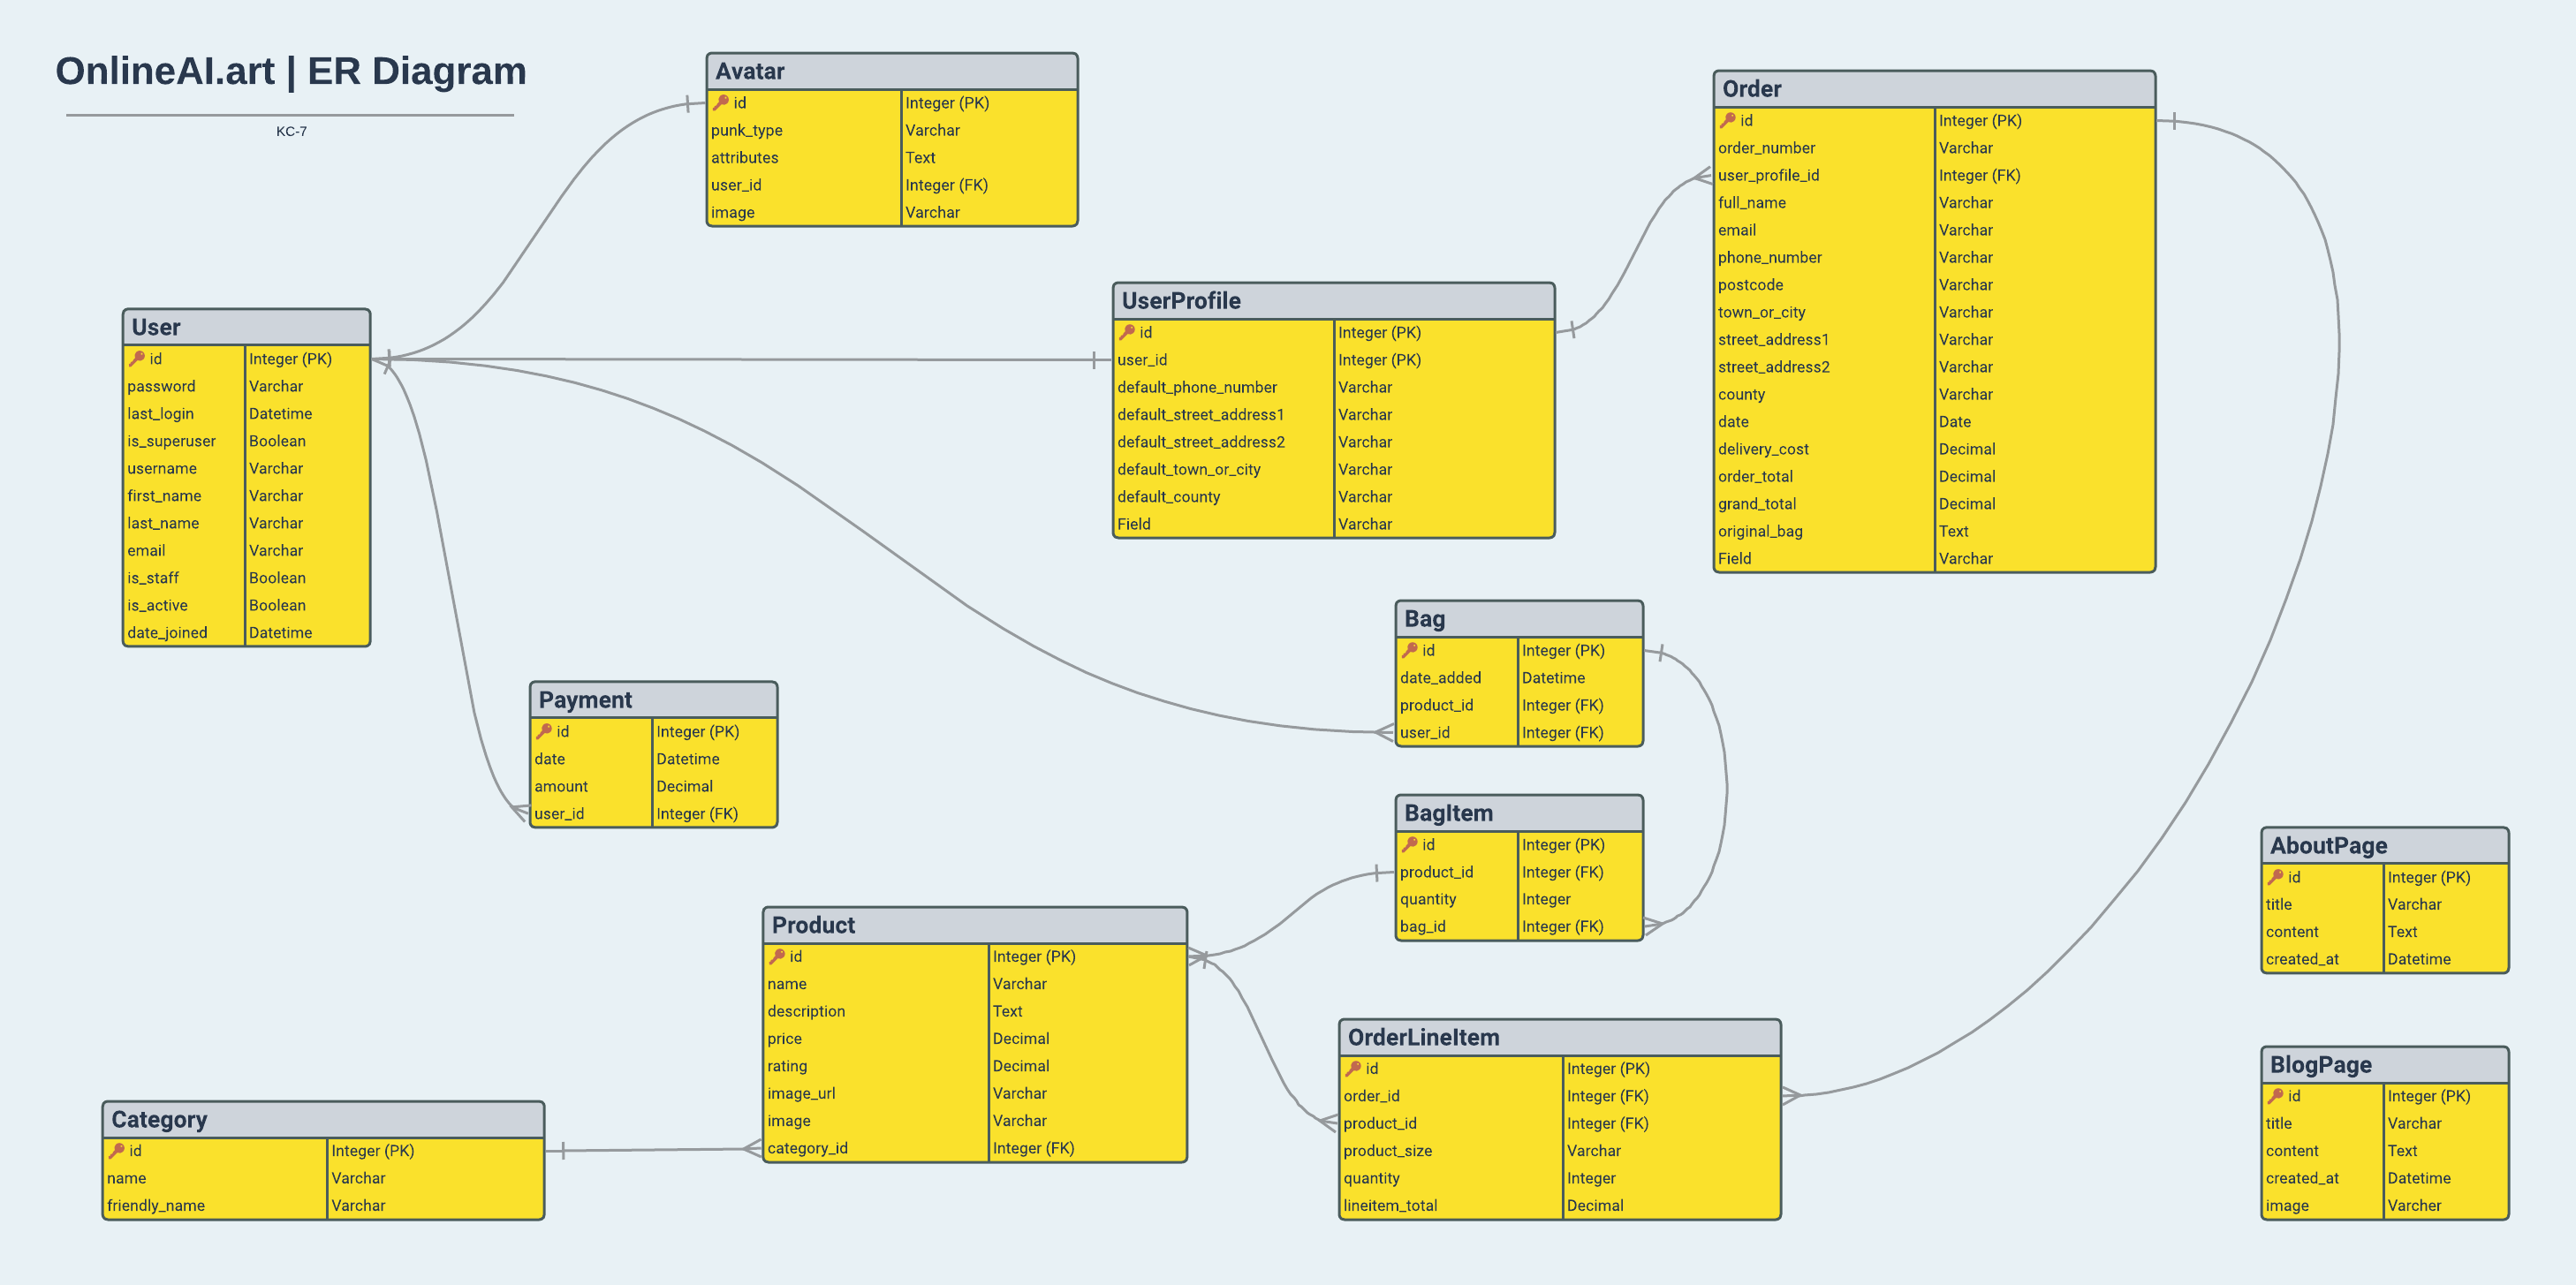 OnlineAI.art | ER Diagram
KC-7
Avatar
id Integer (PK)
punk_type Varchar
attributes Text
user_id Integer (FK)
image Varchar
Order
id Integer (PK)
order_number Varchar
user_profile_id Integer (FK)
full_name Varchar
email Varchar
phone_number Varchar
postcode Varchar
town_or_city Varchar
street_address1 Varchar
street_address2 Varchar
county Varchar
date Date
delivery_cost Decimal
order_total Decimal
grand_total Decimal
original_bag Text
Field Varchar
UserProfile
id Integer (PK)
user_id Integer (PK)
default_phone_number Varchar
default_street_address1 Varchar
default_street_address2 Varchar
default_town_or_city Varchar
default_county Varchar
Field Varchar
User
id Integer (PK)
password Varchar
last_login Datetime
is_superuser Boolean
username Varchar
first_name Varchar
last_name Varchar
email Varchar
is_staff Boolean
is_active Boolean
date_joined Datetime
Bag
id Integer (PK)
date_added Datetime
product_id Integer (FK)
user_id Integer (FK)
Payment
id Integer (PK)
date Datetime
amount Decimal
user_id Integer (FK)
BagItem
id Integer (PK)
product_id Integer (FK)
quantity Integer
bag_id Integer (FK)
AboutPage
id Integer (PK)
title Varchar
content Text
created_at Datetime
Product
id Integer (PK)
name Varchar
description Text
price Decimal
rating Decimal
image_url Varchar
image Varchar
category_id Integer (FK)
OrderLineItem
id Integer (PK)
order_id Integer (FK)
product_id Integer (FK)
product_size Varchar
quantity Integer
lineitem_total Decimal
BlogPage
id Integer (PK)
title Varchar
content Text
created_at Datetime
image Varcher
Category
id Integer (PK)
name Varchar
friendly_name Varchar